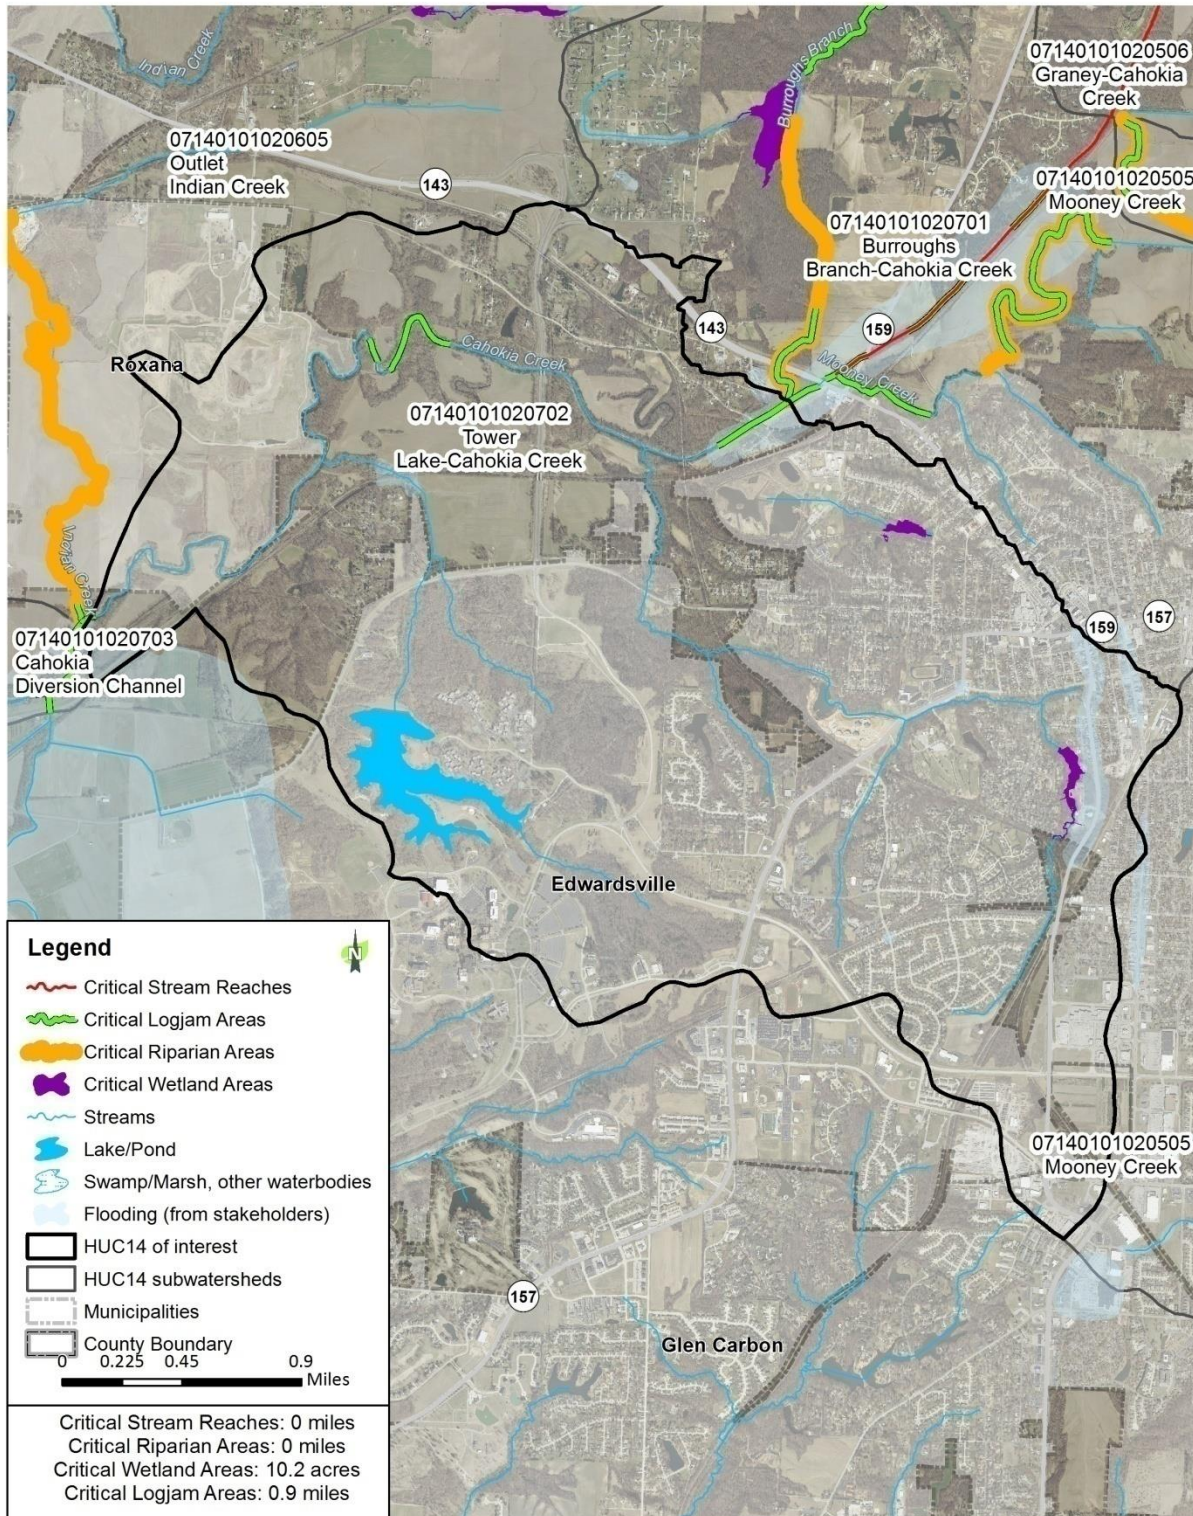 Indian Creek
Burroughs Branch
07140101020506
Graney-Cahokia
Creek
07140101020605
Outlet
Indian Creek
143
07140101020505
Mooney Creek
07140101020701
Burroughs
Branch-Cahokia Creek
143
159
Roxana
Cahokia Creek
Mooney Creek
07140101020702
Tower
Lake-Cahokia Creek
Indian Creek
07140101020703
Cahokia
Diversion Channel
159
157
Edwardsville
07140101020505
Mooney Creek
157
Glen Carbon
Legend
N
Critical Stream Reaches
Critical Logjam Areas
Critical Riparian Areas
Critical Wetland Areas
Streams
Lake/Pond
Swamp/Marsh, other waterbodies
Flooding (from stakeholders)
HUC14 of interest
HUC14 subwatersheds
Municipalities
County Boundary
0 0.225 0.45 0.9
Miles
Critical Stream Reaches: 0 miles
Critical Riparian Areas: 0 miles
Critical Wetland Areas: 10.2 acres
Critical Logjam Areas: 0.9 miles